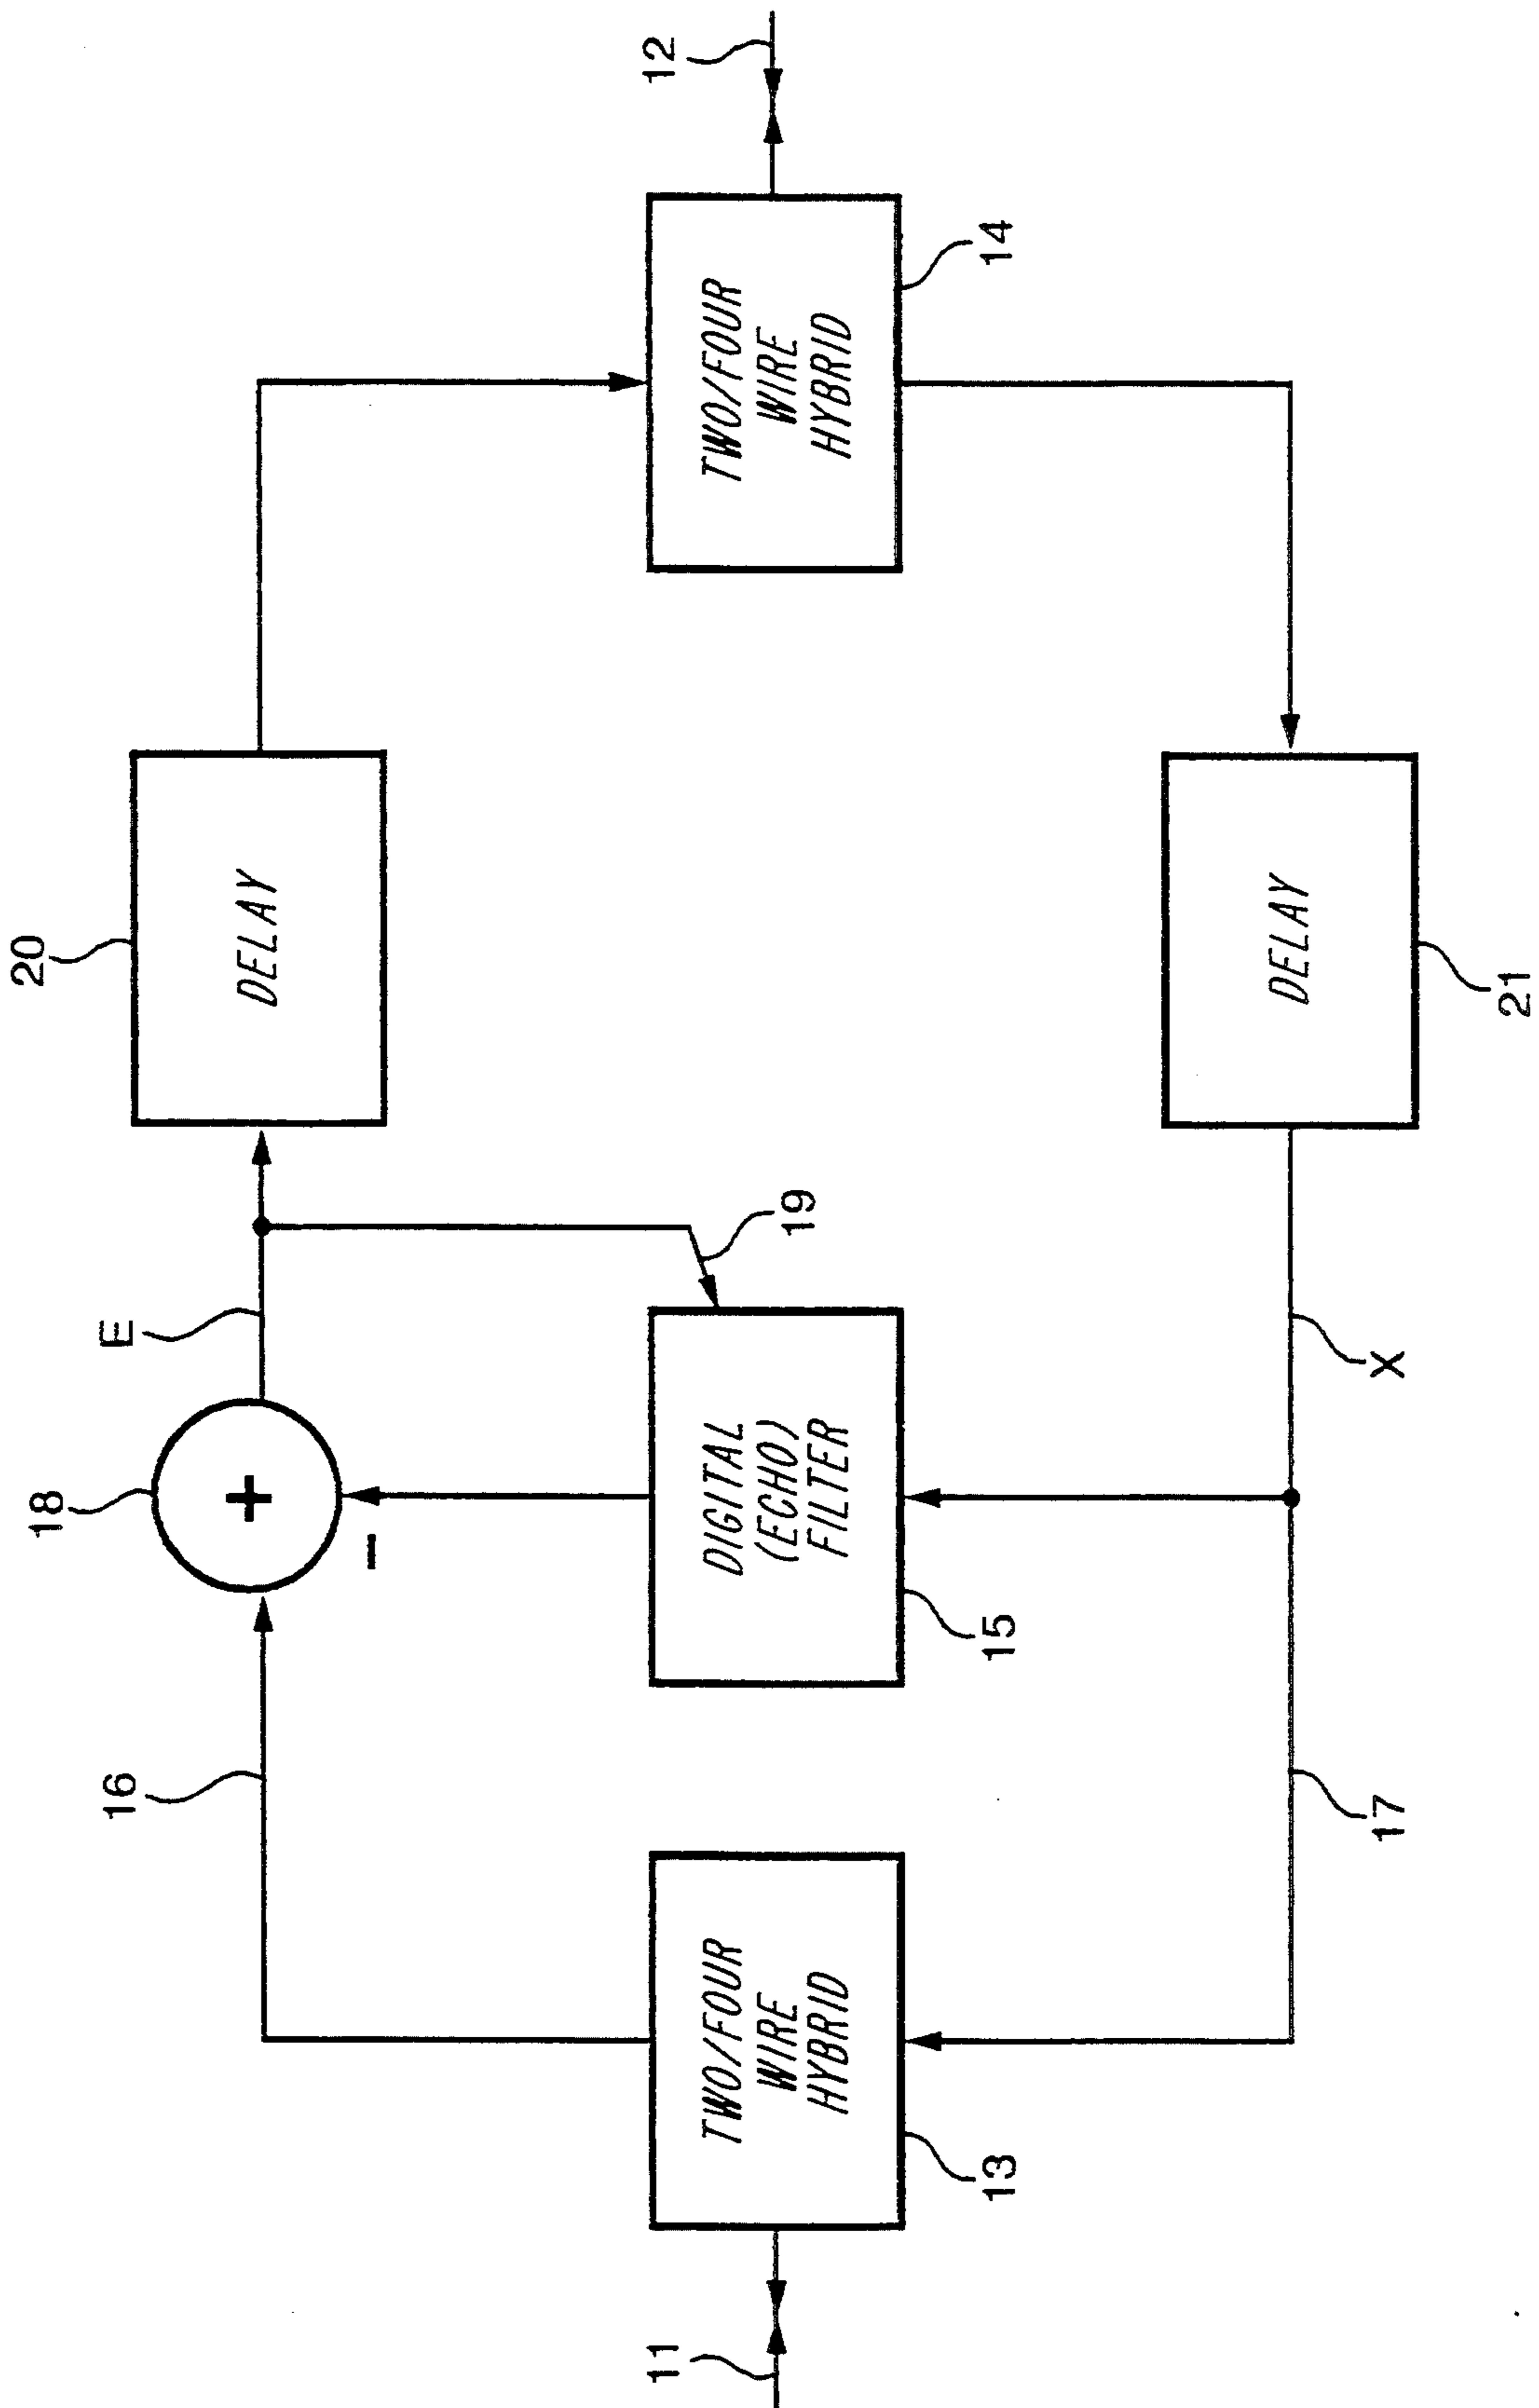 20
18
16
E
+
DELAY
-
11
12
TWO/FOUR
WIRE
HYBRID
13
DIGITAL
(ECHO)
FILTER
15
19
TWO/FOUR
WIRE
HYBRID
14
DELAY
17
X
21